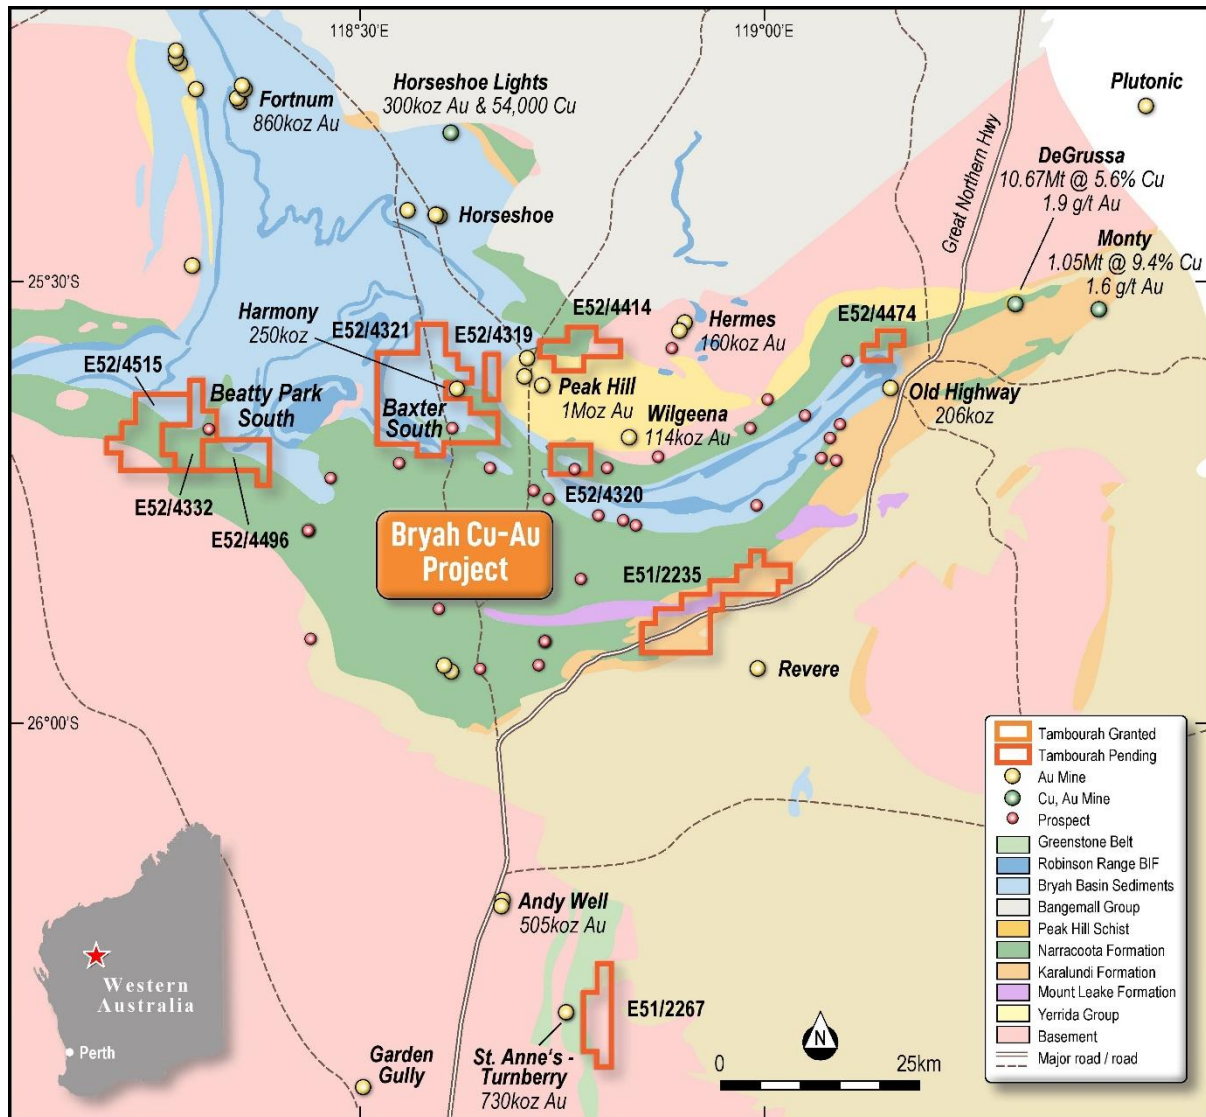 118°30'E
119°00'E
Plutonic
Horseshoe Lights
300koz Au & 54,000 Cu
Fortnum
860koz Au
Great Northern Hwy
DeGrussa
10.67Mt @ 5.6% Cu
1.9 g/t Au
Horseshoe
Monty
1.05Mt @ 9.4% Cu
1.6 g/t Au
25°30'S
Harmony
250koz
E52/4321
E52/4319
E52/4414
Hermes
160koz Au
E52/4474
E52/4515
Beatty Park
South
Baxter
South
Peak Hill
1Moz Au
Wilgeena
114koz Au
Old Highway
206koz
E52/4332
E52/4496
E52/4320
Bryah Cu-Au
Project
E51/2235
Revere
26°00'S
Tambourah Granted
Tambourah Pending
Au Mine
Cu, Au Mine
Prospect
Greenstone Belt
Robinson Range BIF
Bryah Basin Sediments
Bangemall Group
Peak Hill Schist
Narracoota Formation
Karalundi Formation
Mount Leake Formation
Yerrida Group
Basement
Major road / road
Andy Well
505koz Au
E51/2267
St. Anne's -
Turnberry
730koz Au
Garden
Gully
Western
Australia
Perth
N
0
25km